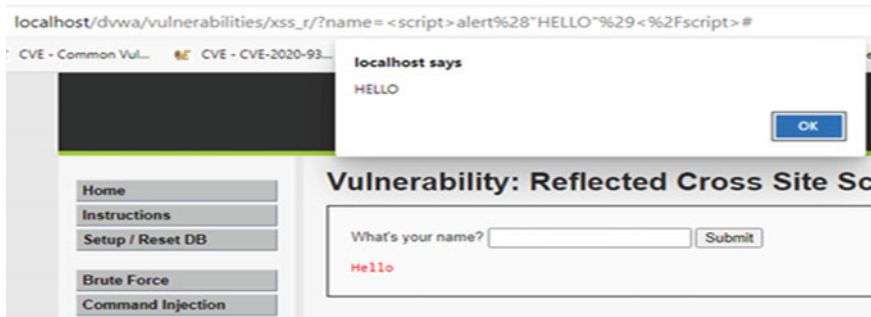 localhost/dvwa/vulnerabilities/xss_r/?name=<script>alert%28"HELLO"%29<%2Fscript>#
CVE - Common Vul... CVE - CVE-2020-93...
localhost says
HELLO
OK
Vulnerability: Reflected Cross Site Sc
Home
Instructions
Setup / Reset DB
Brute Force
Command Injection
What's your name? Submit
Hello